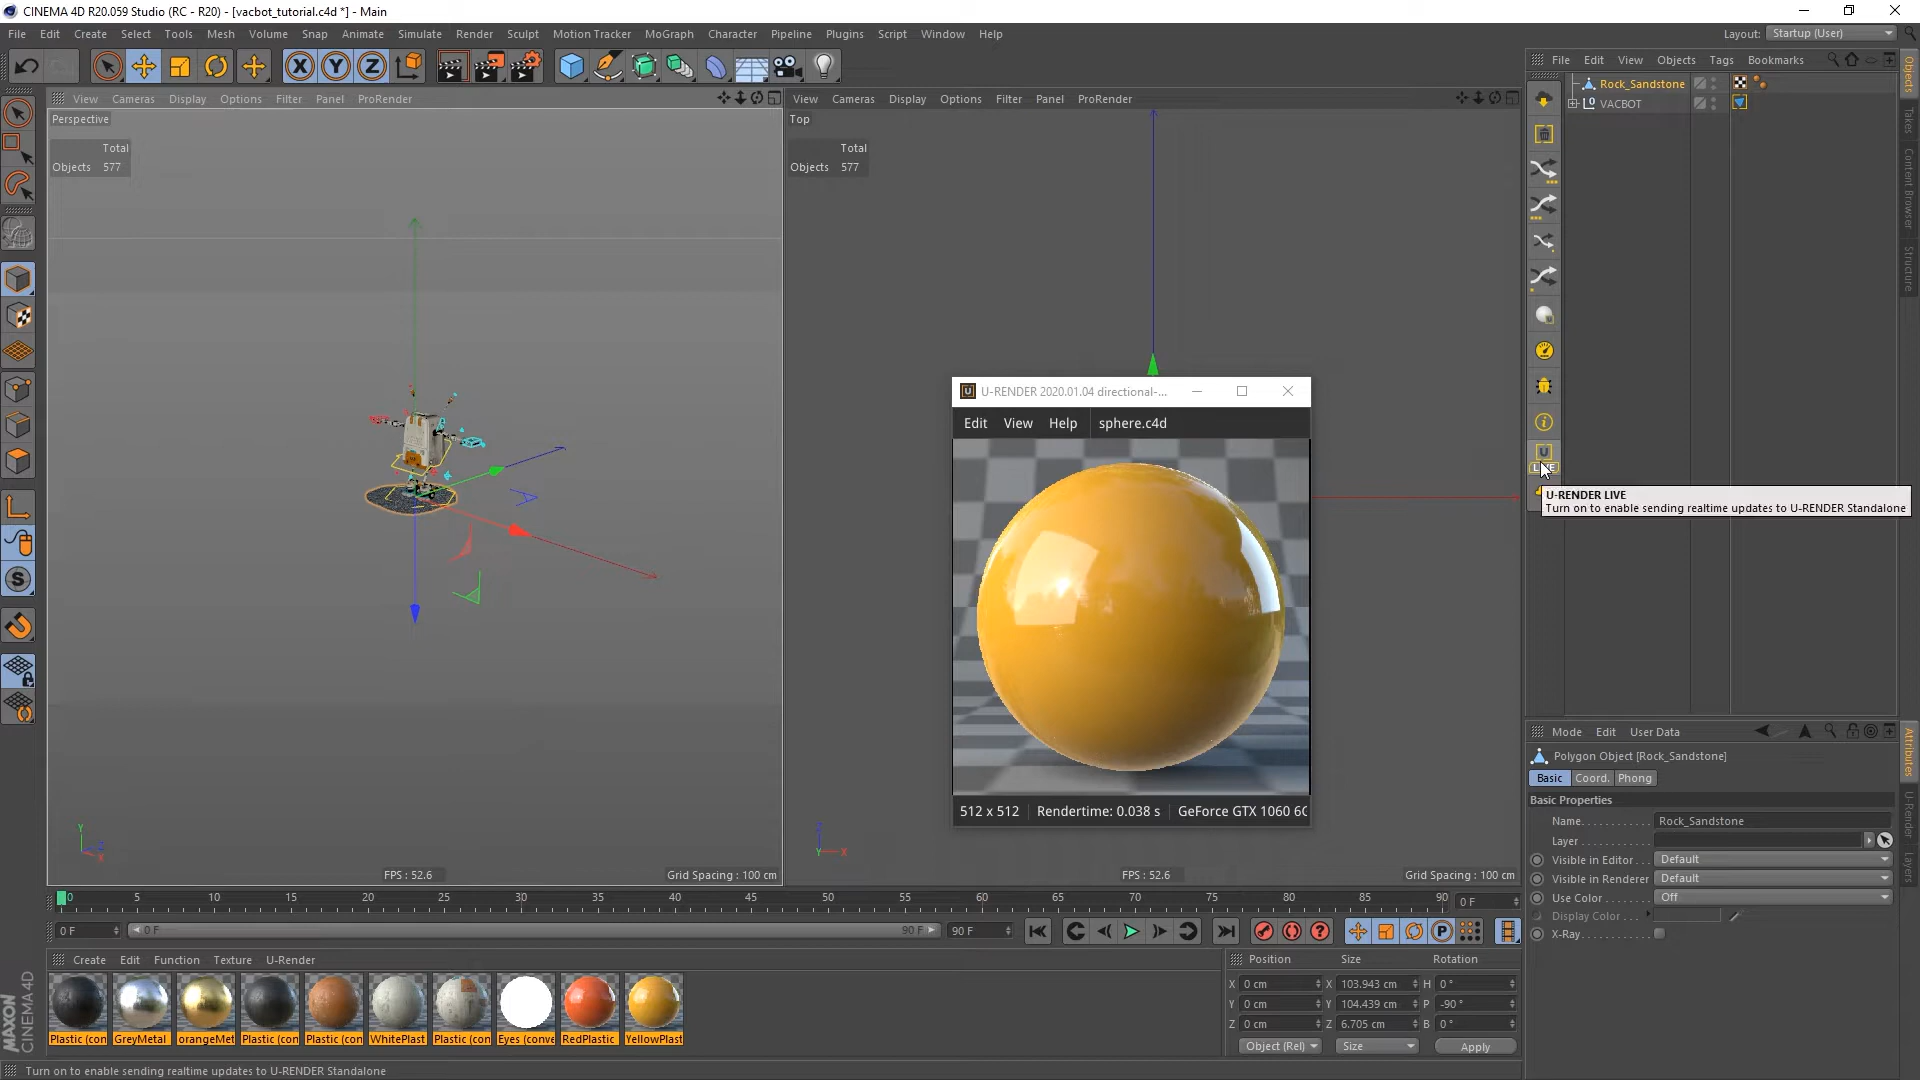 CINEMA 4D R20.059 Studio (RC - R20) - [vacbot_tutorial.c4d *] - Main
File Edit Create Select Tools Mesh Volume Snap Animate Simulate Render Sculpt Motion Tracker MoGraph Character Pipeline Plugins Script Window Help
Layout: Startup (User)
View Cameras Display Options Filter Panel ProRender
Perspective
Total
Objects 577
FPS : 52.6
Grid Spacing : 100 cm
View Cameras Display Options Filter Panel ProRender
Top
Total
Objects 577
FPS : 52.6
Grid Spacing : 100 cm
U-RENDER 2020.01.04 directional-...
Edit View Help sphere.c4d
512 x 512 Rendertime: 0.038 s GeForce GTX 1060 6G
File Edit View Objects Tags Bookmarks
Rock_Sandstone
VACBOT
U-RENDER LIVE
Turn on to enable sending realtime updates to U-RENDER Standalone
Objects
Takes
Content Browser
Structure
Mode Edit User Data
Polygon Object [Rock_Sandstone]
Basic Coord. Phong
Basic Properties
Name Rock_Sandstone
Layer
Visible in Editor Default
Visible in Renderer Default
Use Color Off
Display Color
X-Ray
Attributes
U-Render
Layers
0 5 10 15 20 25 30 35 40 45 50 55 60 65 70 75 80 85 90 0 F
0 F 0 F 90 F 90 F
Create Edit Function Texture U-Render
Plastic (con GreyMetal orangeMet Plastic (con Plastic (con WhitePlast Plastic (con Eyes (conve RedPlastic YellowPlast
Position Size Rotation
X 0 cm X 103.943 cm H 0 °
Y 0 cm Y 104.439 cm P -90 °
Z 0 cm Z 6.705 cm B 0 °
Object (Rel) Size Apply
MAXON
CINEMA 4D
Turn on to enable sending realtime updates to U-RENDER Standalone